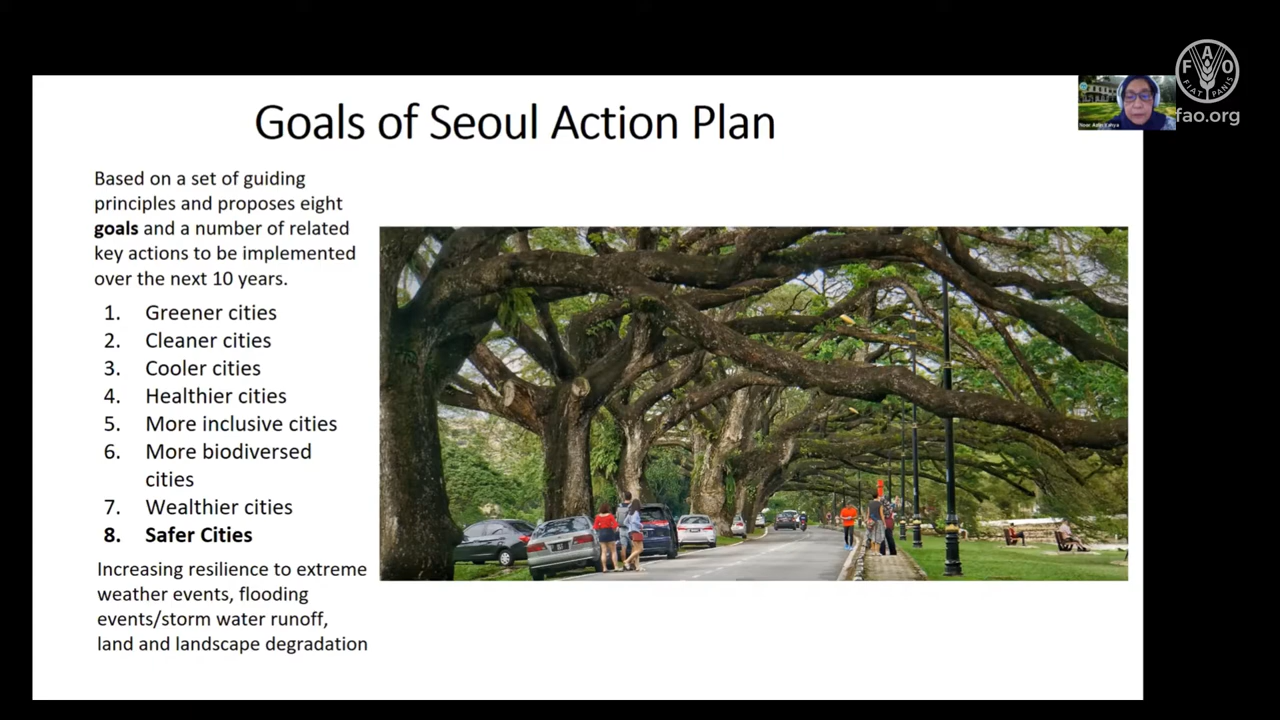 Goals of Seoul Action Plan
Based on a set of guiding
principles and proposes eight
goals and a number of related
key actions to be implemented
over the next 10 years.
1. Greener cities
2. Cleaner cities
3. Cooler cities
4. Healthier cities
5. More inclusive cities
6. More biodiversed
cities
7. Wealthier cities
8. Safer Cities
Increasing resilience to extreme
weather events, flooding
events/storm water runoff,
land and landscape degradation
F A O
FIAT PANIS
fao.org